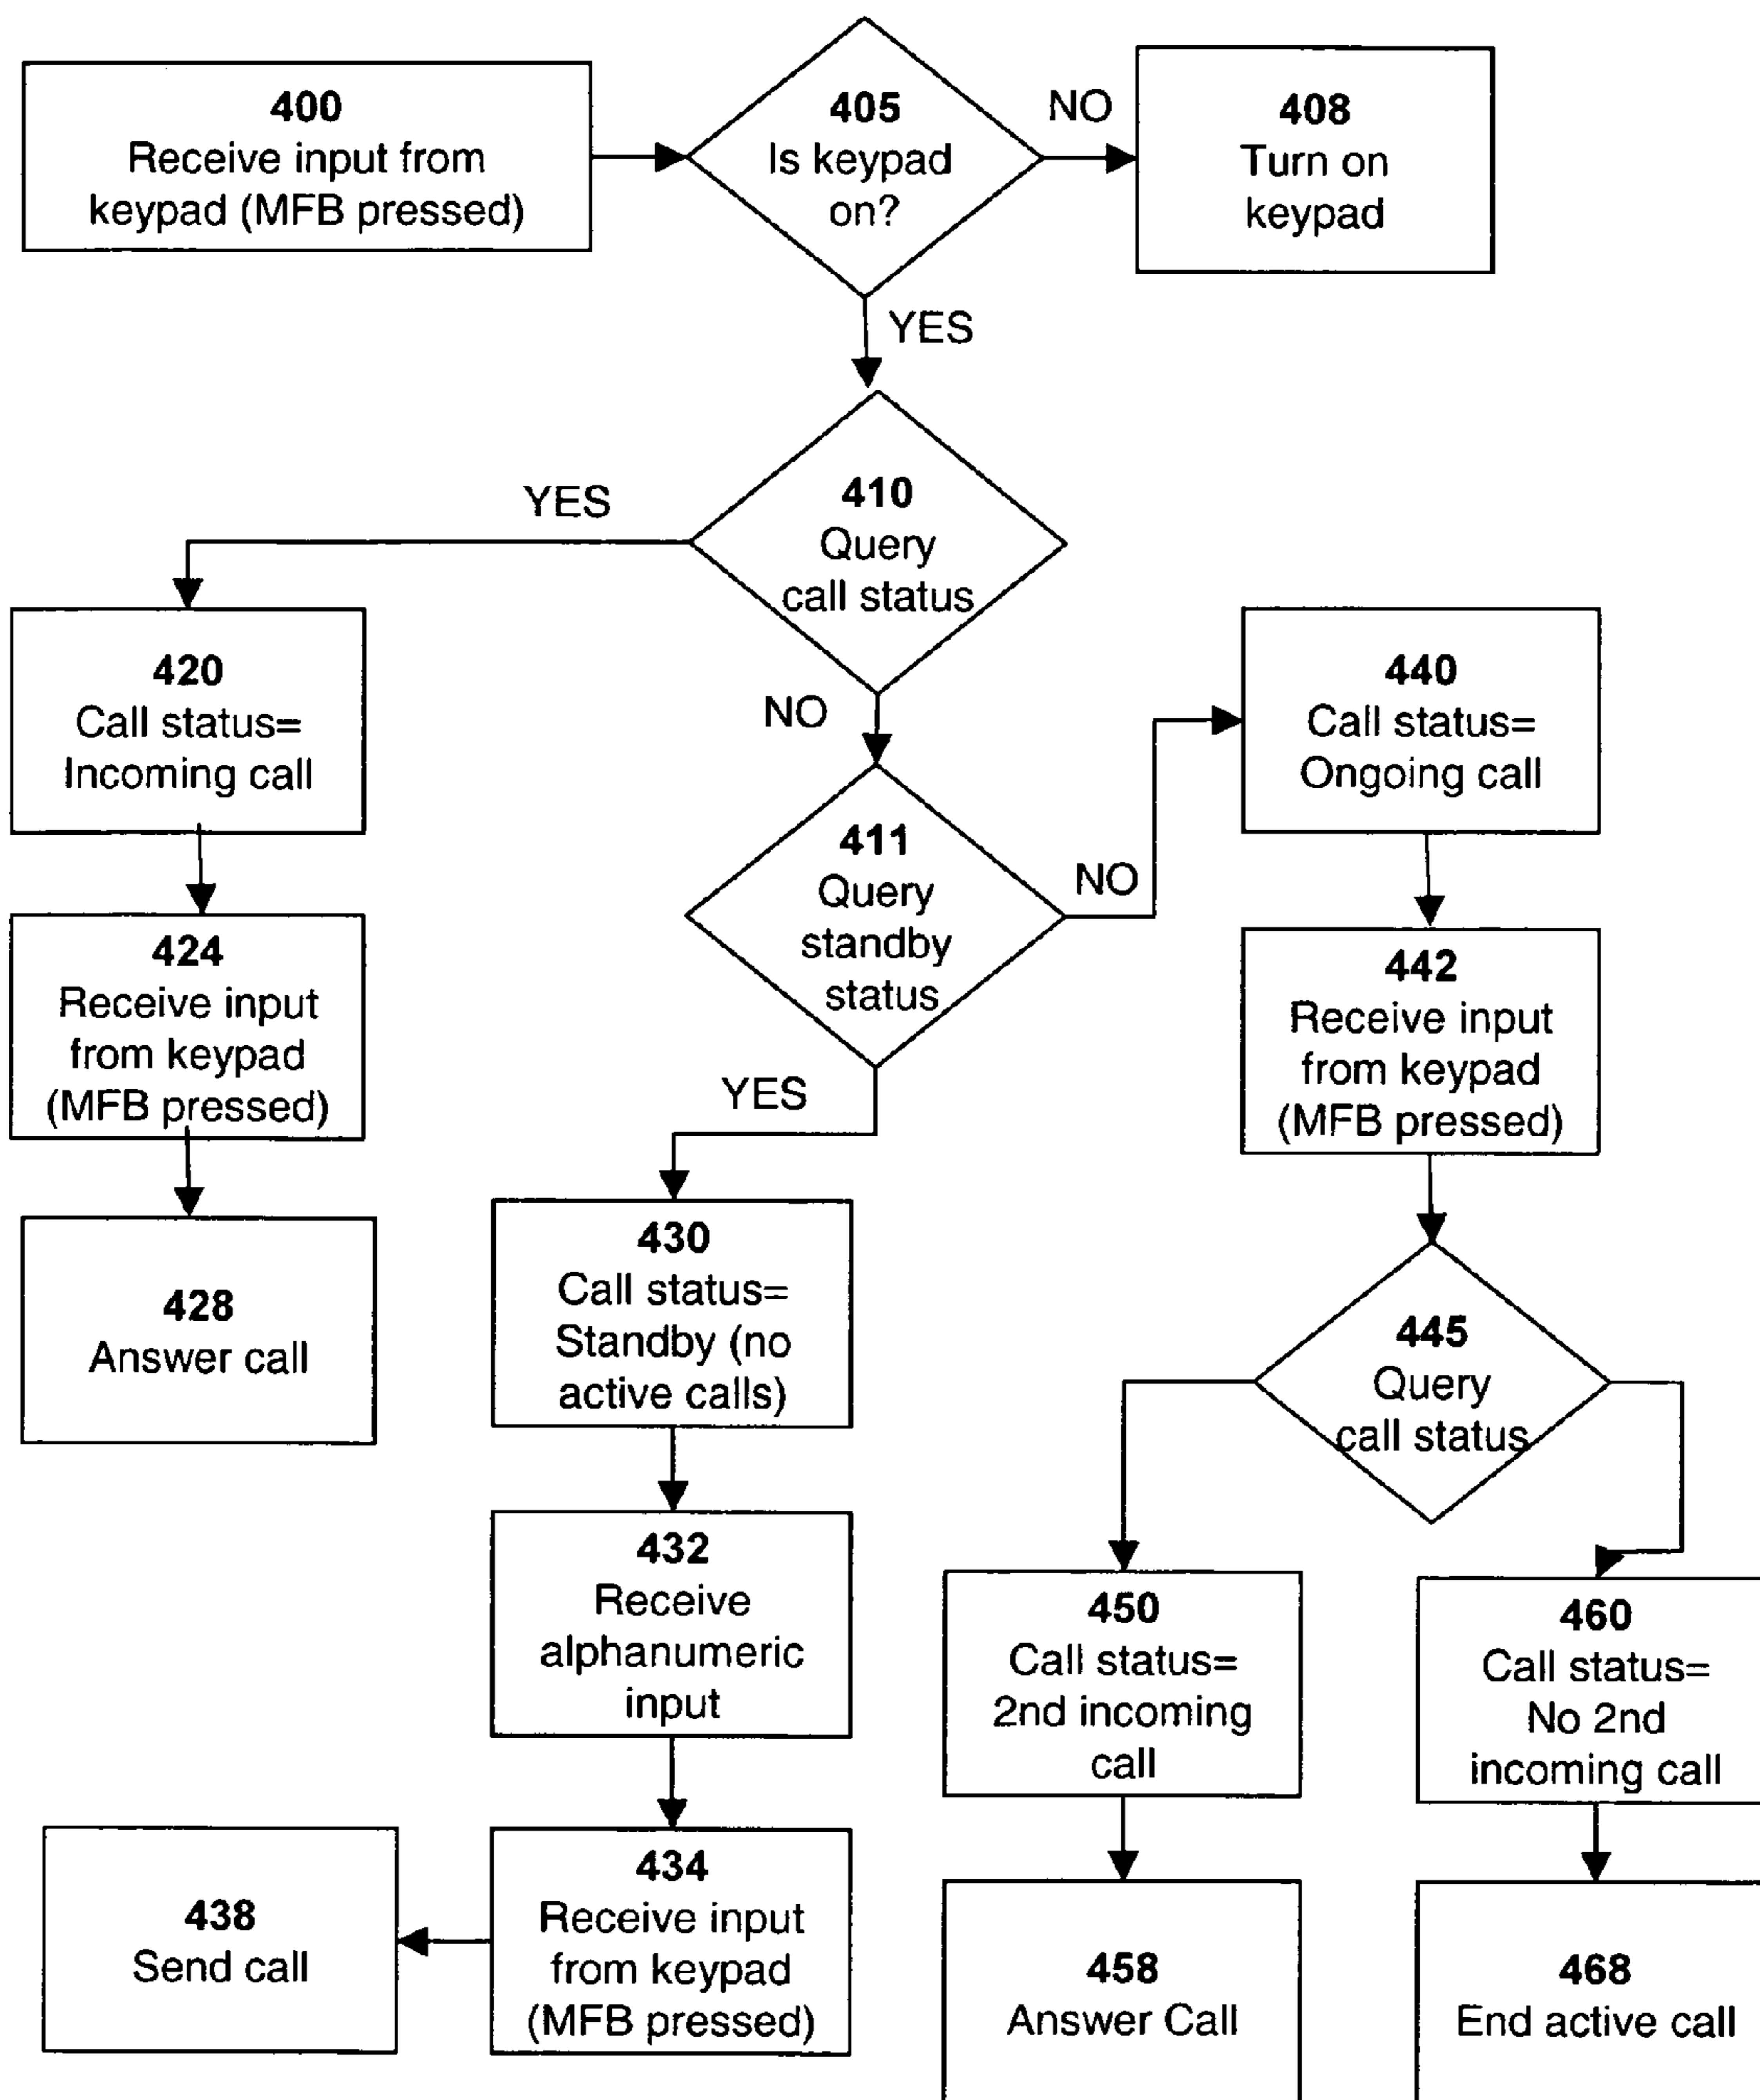 400
Receive input from
keypad (MFB pressed)
405
Is keypad
on?
NO
408
Turn on
keypad
YES
410
Query
call status
YES
NO
420
Call status=
Incoming call
424
Receive input
from keypad
(MFB pressed)
428
Answer call
411
Query
standby
status
NO
YES
440
Call status=
Ongoing call
442
Receive input
from keypad
(MFB pressed)
445
Query
call status
430
Call status=
Standby (no
active calls)
432
Receive
alphanumeric
input
434
Receive input
from keypad
(MFB pressed)
438
Send call
450
Call status=
2nd incoming
call
458
Answer Call
460
Call status=
No 2nd
incoming call
468
End active call